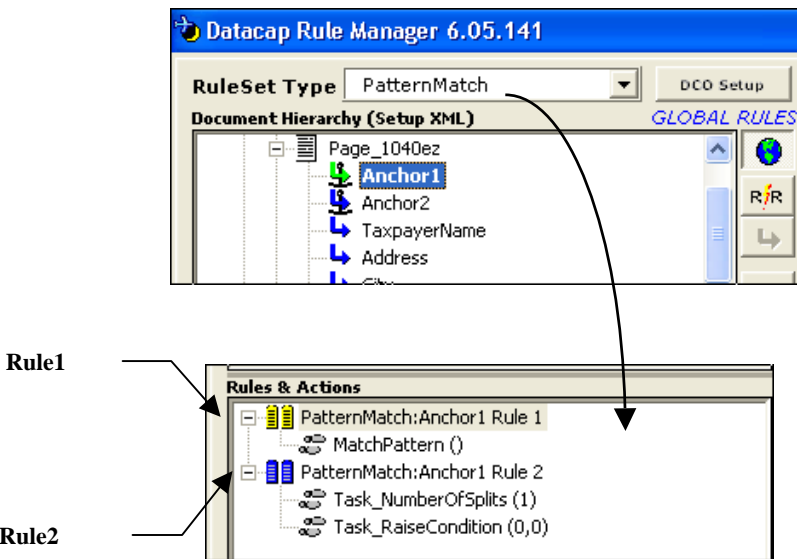 Datacap Rule Manager 6.05.141
RuleSet Type PatternMatch DCO Setup
Document Hierarchy (Setup XML) GLOBAL RULES
Page_1040ez
Anchor1
Anchor2
R/R
TaxpayerName
Address
Rule1
Rules & Actions
PatternMatch:Anchor1 Rule 1
MatchPattern ()
PatternMatch:Anchor1 Rule 2
Task_NumberOfSplits (1)
Task_RaiseCondition (0,0)
Rule2